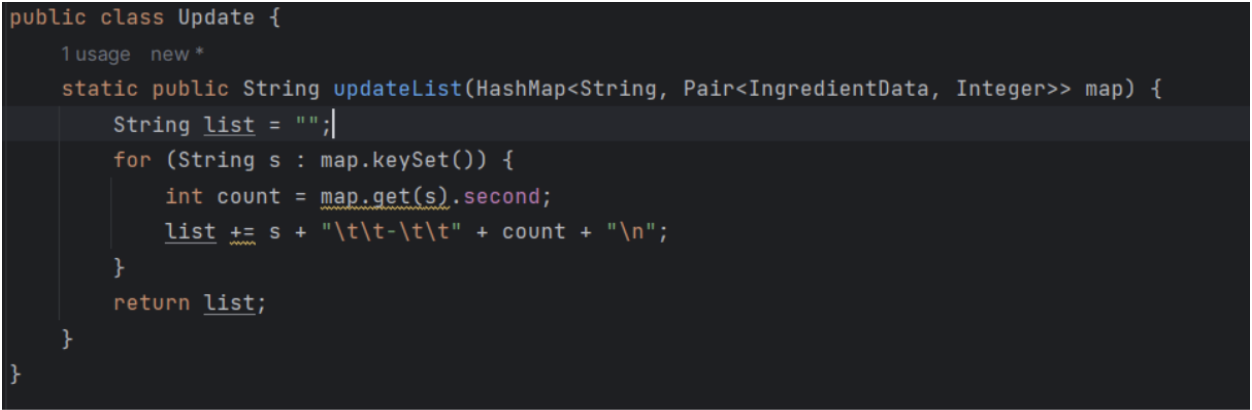 public class Update {
1 usage new *
static public String updateList(HashMap<String, Pair<IngredientData, Integer>> map) {
String list = "";
for (String s : map.keySet()) {
int count = map.get(s).second;
list += s + "\t\t-\t\t" + count + "\n";
}
return list;
}
}